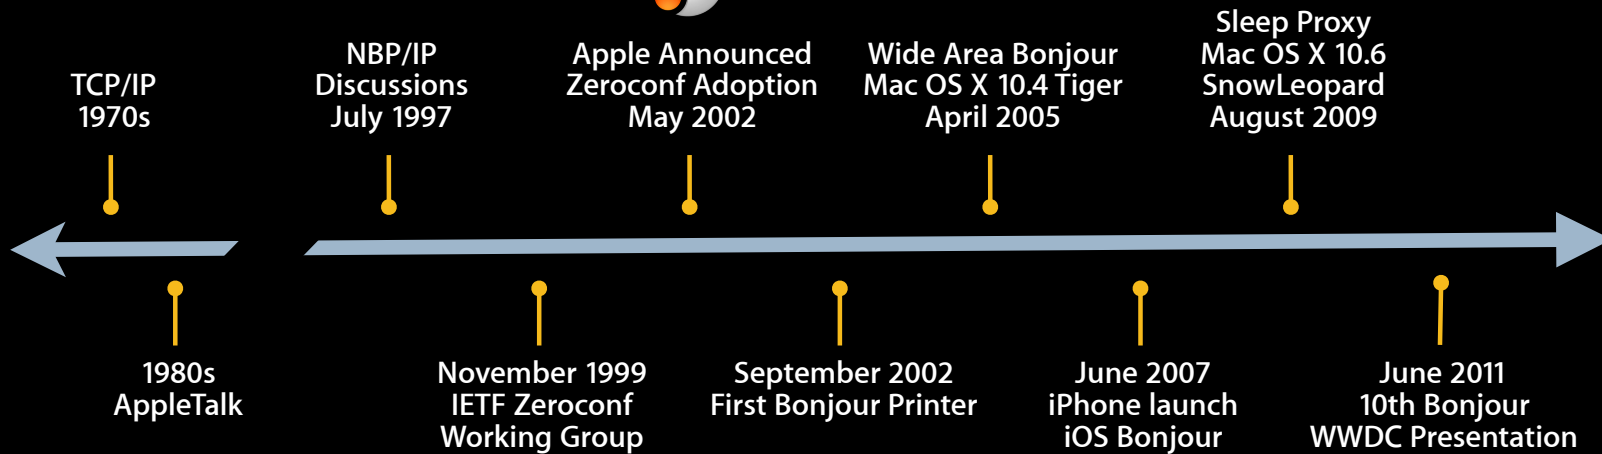 TCP/IP
1970s
NBP/IP
Discussions
July 1997
Apple Announced
Zeroconf Adoption
May 2002
Wide Area Bonjour
Mac OS X 10.4 Tiger
April 2005
Sleep Proxy
Mac OS X 10.6
SnowLeopard
August 2009
1980s
AppleTalk
November 1999
IETF Zeroconf
Working Group
September 2002
First Bonjour Printer
June 2007
iPhone launch
iOS Bonjour
June 2011
10th Bonjour
WWDC Presentation